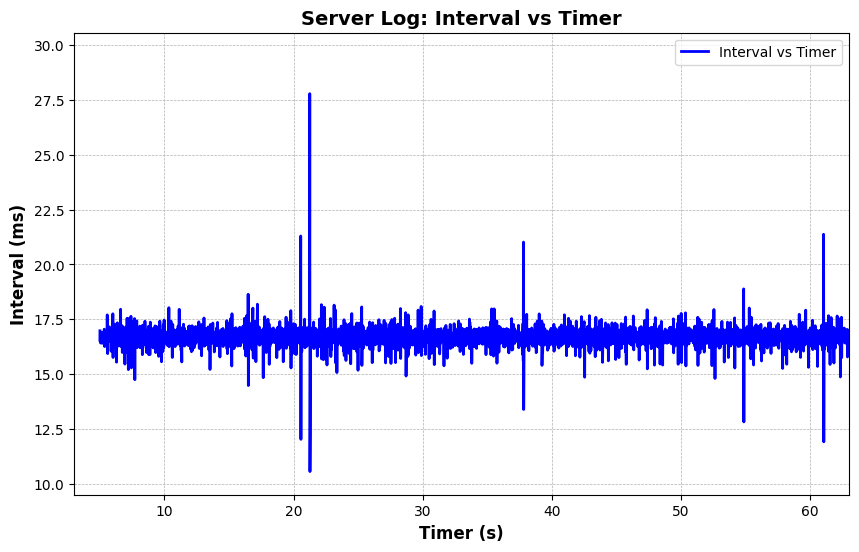 Server Log: Interval vs Timer
Interval vs Timer
30.0
27.5
25.0
22.5
20.0
17.5
15.0
12.5
10.0
Interval (ms)
10 20 30 40 50 60
Timer (s)